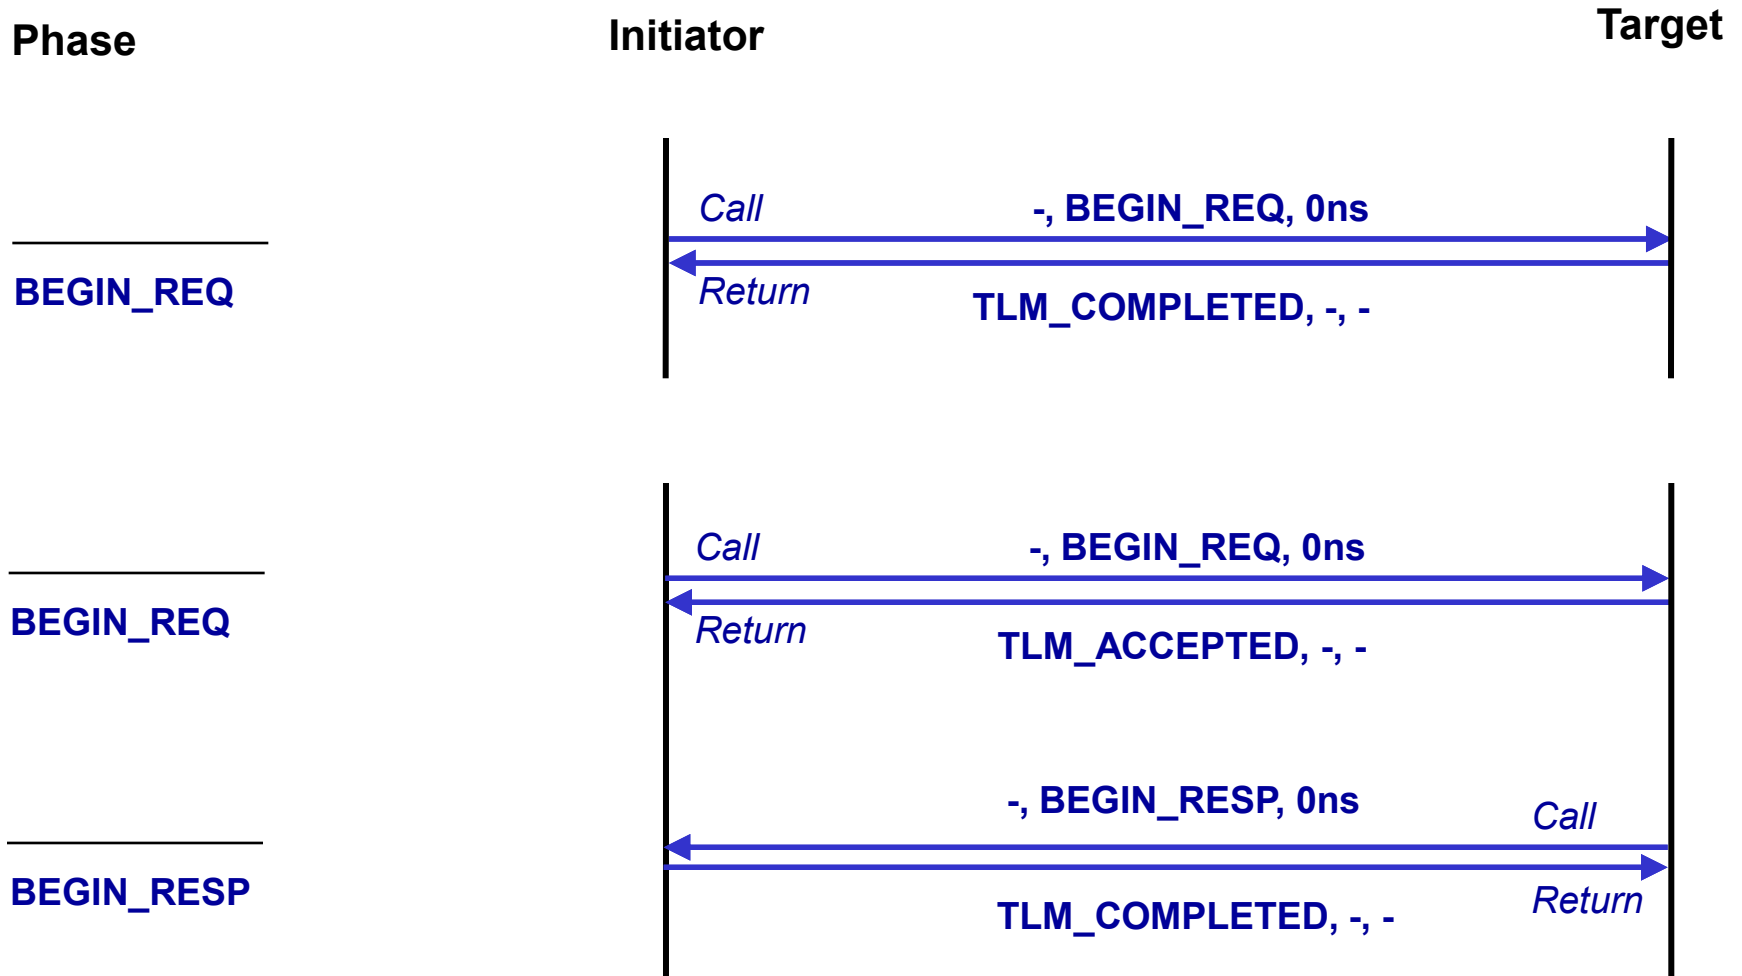 Phase
Initiator
Target
Call
-, BEGIN_REQ, 0ns
BEGIN_REQ
Return
TLM_COMPLETED, -, -
Call
-, BEGIN_REQ, 0ns
BEGIN_REQ
Return
TLM_ACCEPTED, -, -
-, BEGIN_RESP, 0ns
Call
BEGIN_RESP
TLM_COMPLETED, -, -
Return